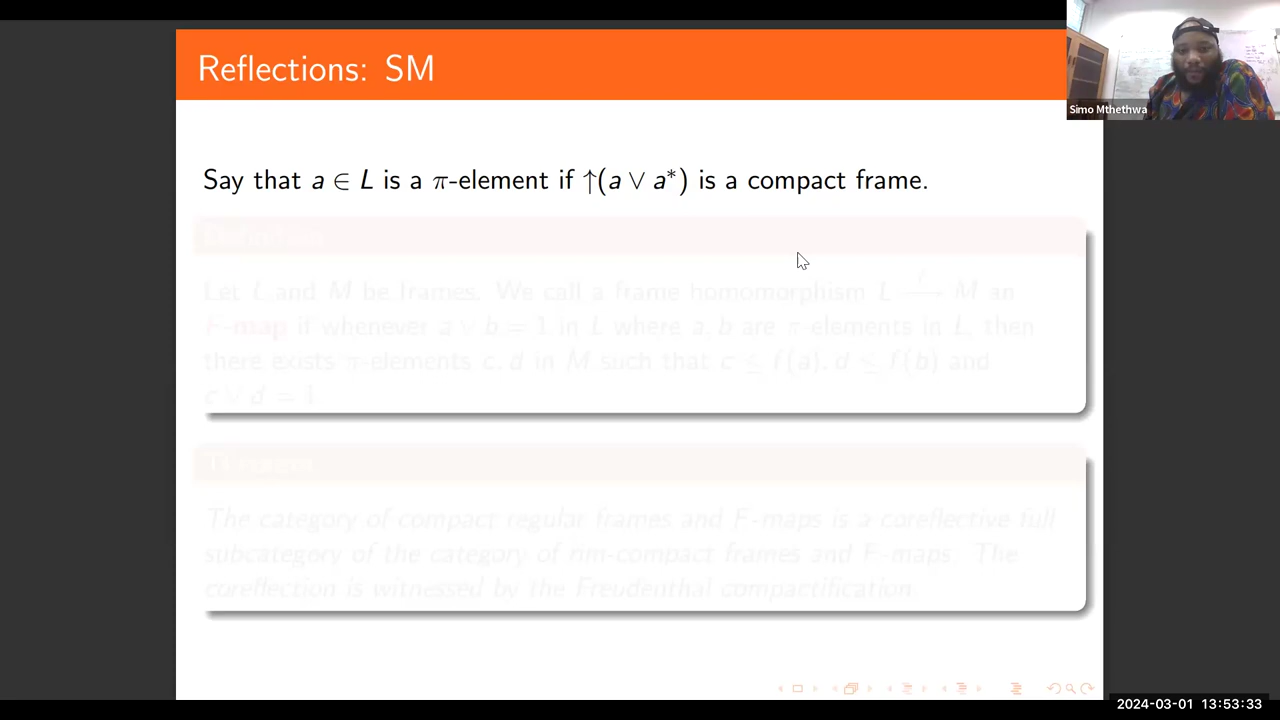 Reflections: SM
Simo Mthethwa
Say that a ∈ L is a π-element if ↑(a ∨ a*) is a compact frame.
Definition
Let L and M be frames. We call a frame homomorphism L —f→ M an
F-map if whenever a ∨ b = 1 in L where a, b are π-elements in L, then
there exists π-elements c, d in M such that c ≤ f(a), d ≤ f(b) and
c ∨ d = 1
Theorem
The category of compact regular frames and F-maps is a coreflective full
subcategory of the category of rim-compact frames and F-maps. The
coreflection is witnessed by the Freudenthal compactification.
2024-03-01 13:53:33